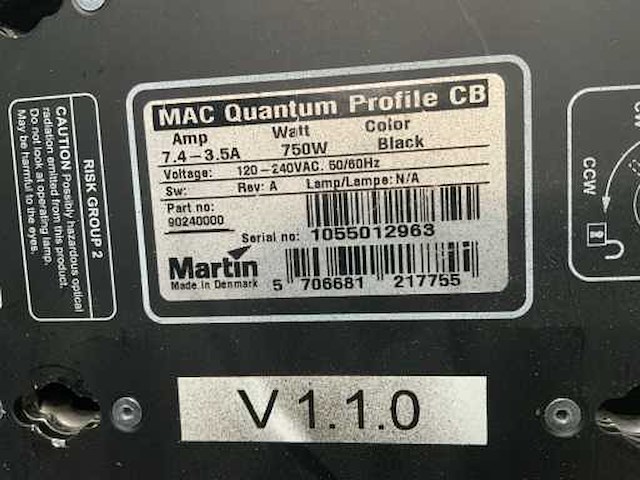 MAC Quantum Profile CB
Amp Watt Color
7.4-3.5A 750W Black
Voltage: 120-240VAC. 50/60Hz
Sw: Rev: A Lamp/Lampe: N/A
Part no:
90240000
Serial no: 1055012963
Martin
Made in Denmark
5 706681 217755
RISK GROUP 2
CAUTION Possibly hazardous optical
radiation emitted from this product.
Do not look at operating lamp.
May be harmful to the eyes.
CCW
V 1.1.0